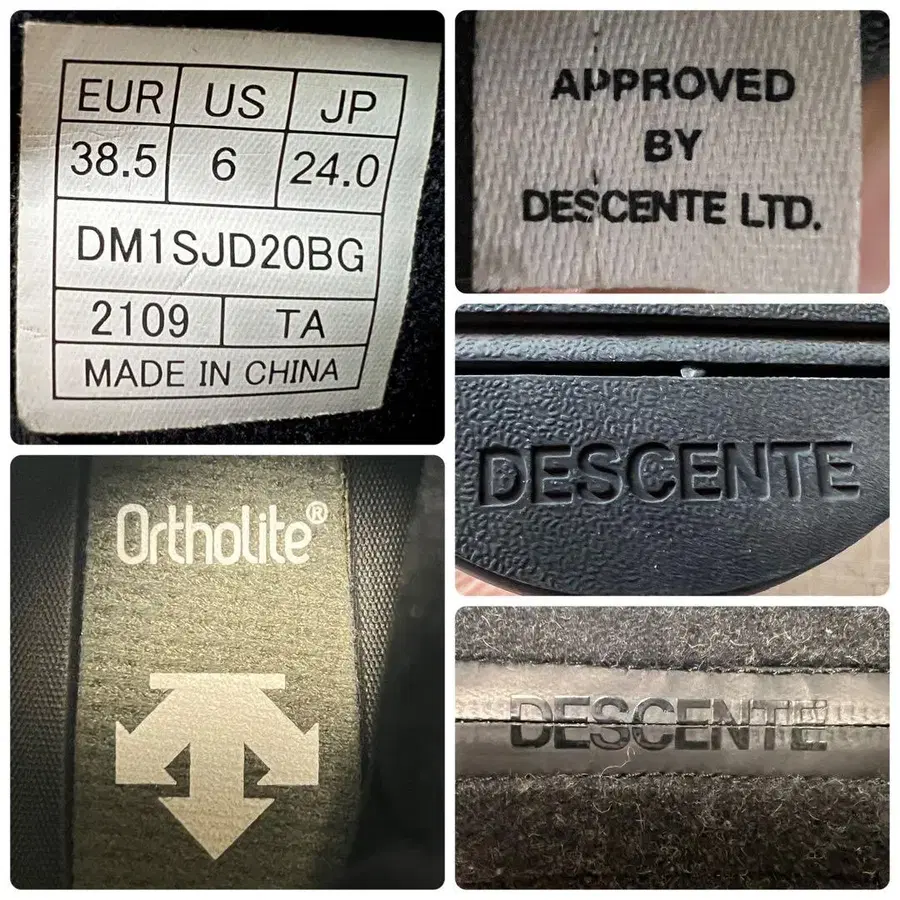 EUR US JP
38.5 6 24.0
DM1SJD20BG
2109 TA
MADE IN CHINA
APPROVED
BY
DESCENTE LTD.
DESCENTE
Ortholite®
DESCENTE